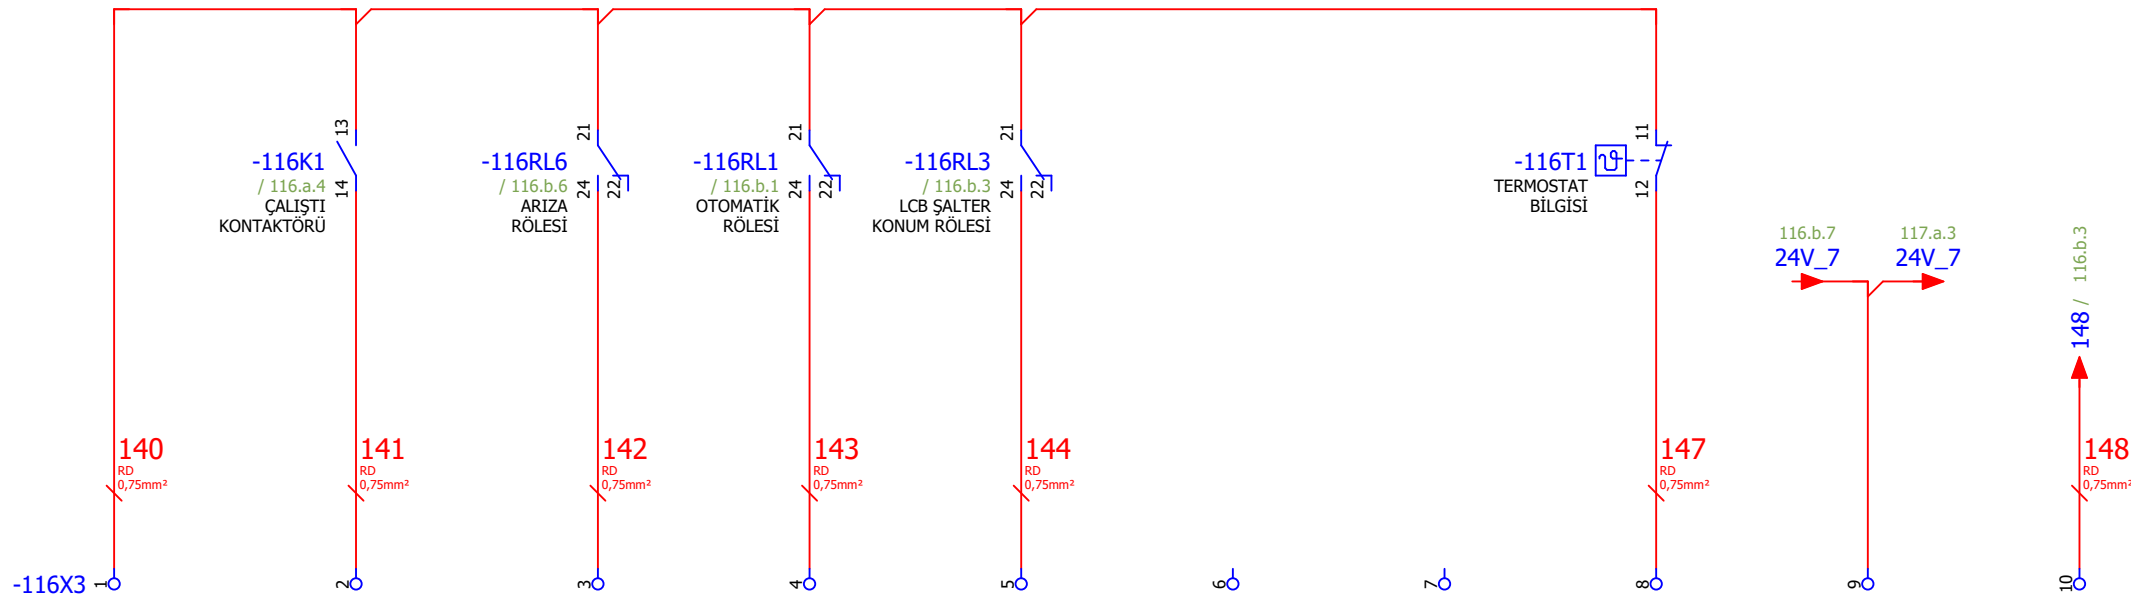 13
-116K1
/ 116.a.4
14
ÇALIŞTI
KONTAKTÖRÜ
21
-116RL6
/ 116.b.6
24
22
ARIZA
RÖLESİ
21
-116RL1
/ 116.b.1
24
22
OTOMATİK
RÖLESİ
21
-116RL3
/ 116.b.3
24
22
LCB ŞALTER
KONUM RÖLESİ
11
-116T1
12
TERMOSTAT
BİLGİSİ
116.b.7
24V_7
117.a.3
24V_7
148 / 116.b.3
140
RD
0,75mm²
141
RD
0,75mm²
142
RD
0,75mm²
143
RD
0,75mm²
144
RD
0,75mm²
147
RD
0,75mm²
148
RD
0,75mm²
-116X3
1
2
3
4
5
6
7
8
9
10